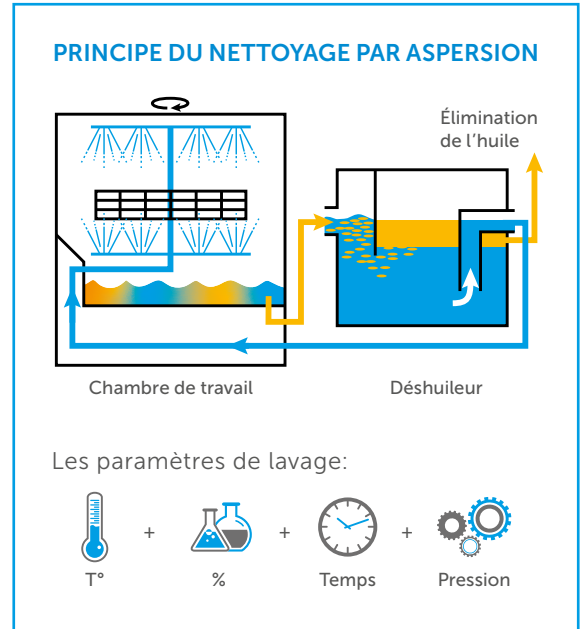 PRINCIPE DU NETTOYAGE PAR ASPERSION
Élimination
de l’huile
Chambre de travail
Déshuileur
Les paramètres de lavage:
+
+
+
T°
%
Temps
Pression